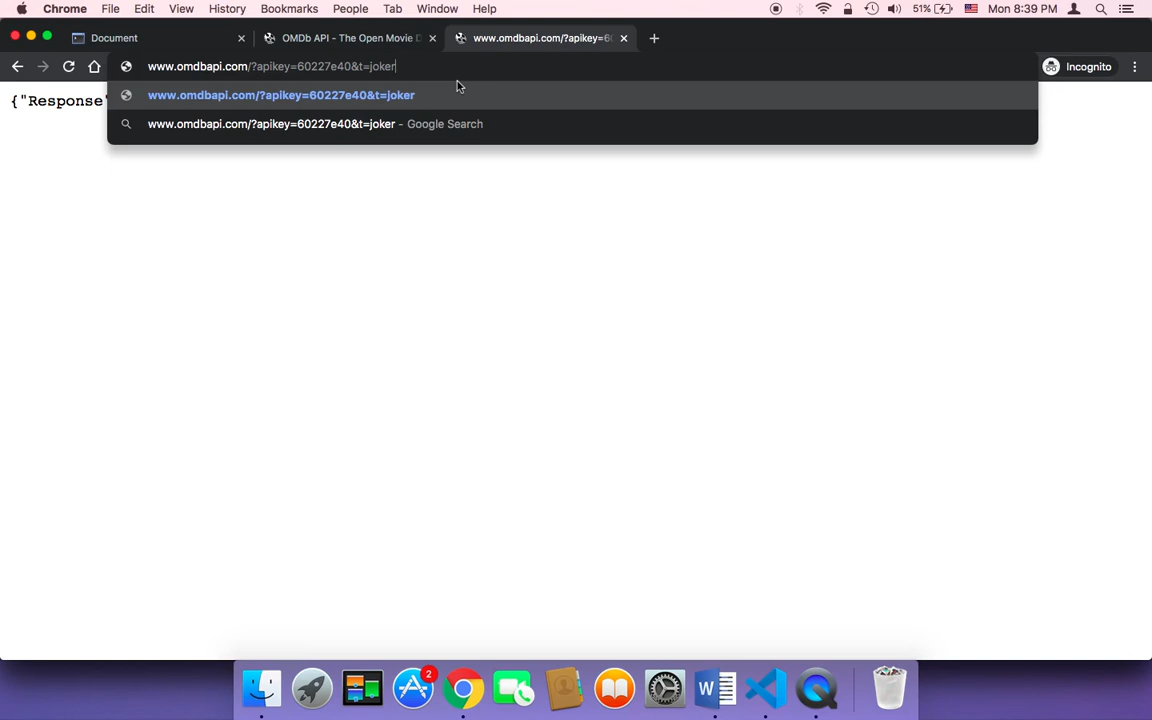 Chrome File Edit View History Bookmarks People Tab Window Help 51% Mon 8:39 PM
Document OMDb API - The Open Movie D www.omdbapi.com/?apikey=60
www.omdbapi.com/?apikey=60227e40&t=joker Incognito
{"Response"
www.omdbapi.com/?apikey=60227e40&t=joker
www.omdbapi.com/?apikey=60227e40&t=joker - Google Search
2
W